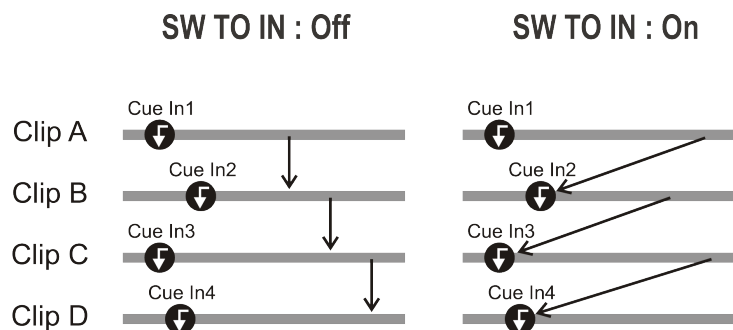 SW TO IN : Off
SW TO IN : On
Cue In1
Cue In1
Clip A
Cue In2
Cue In2
Clip B
Cue In3
Cue In3
Clip C
Cue In4
Cue In4
Clip D